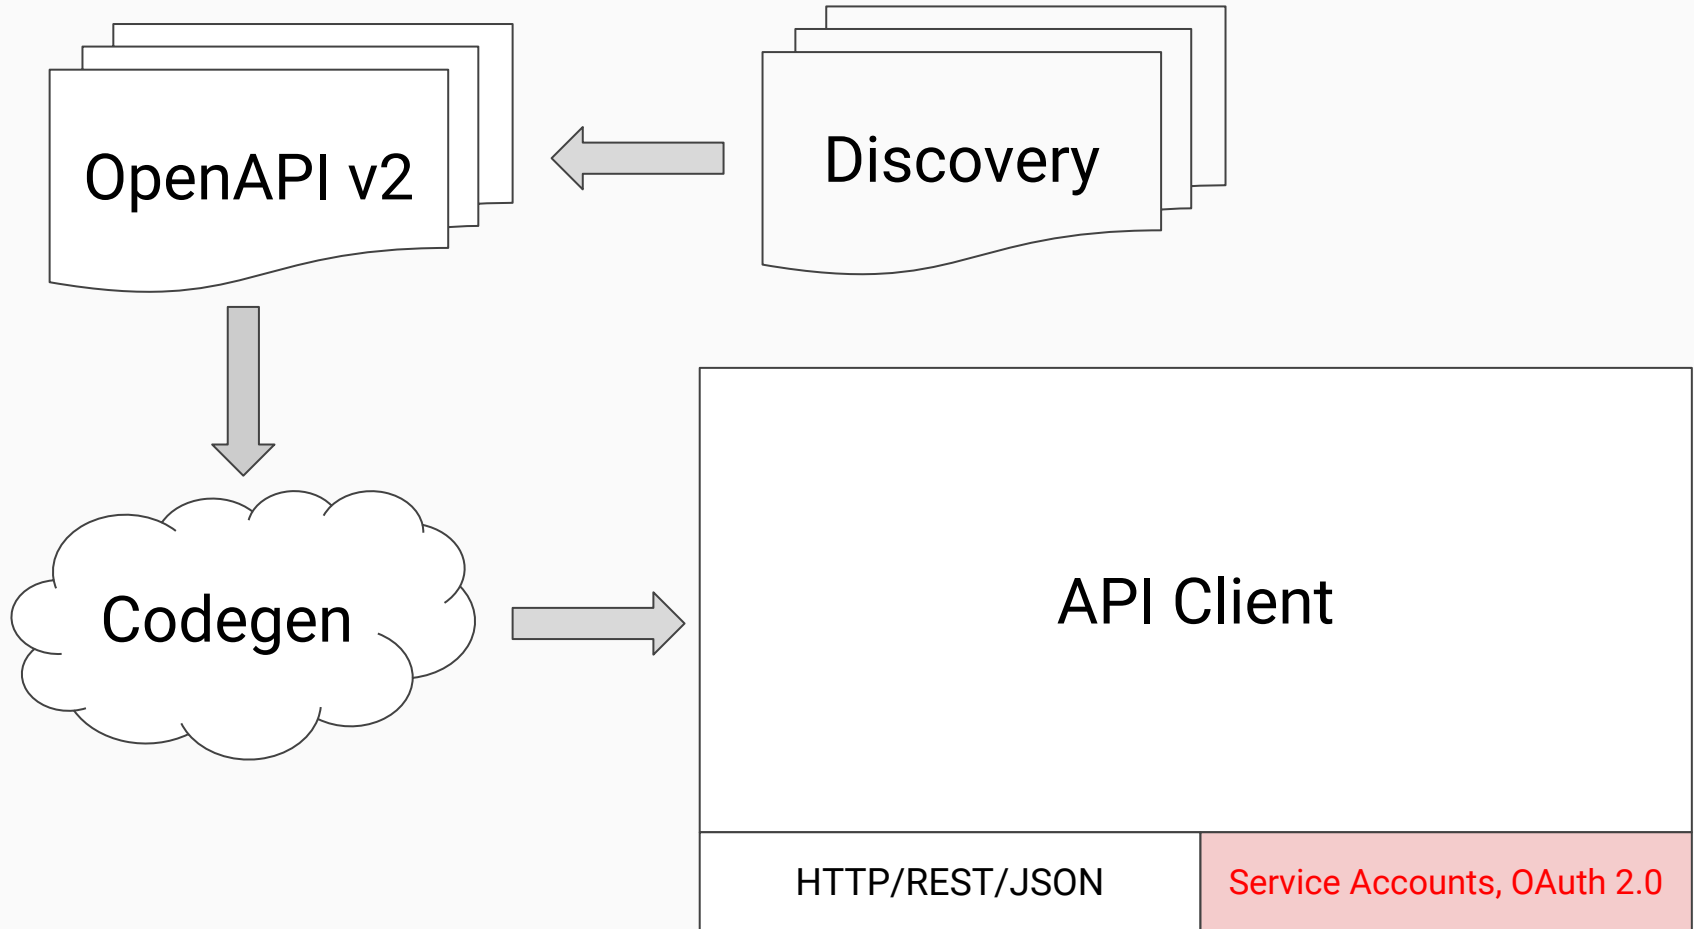 OpenAPI v2
Discovery
Codegen
API Client
HTTP/REST/JSON
Service Accounts, OAuth 2.0